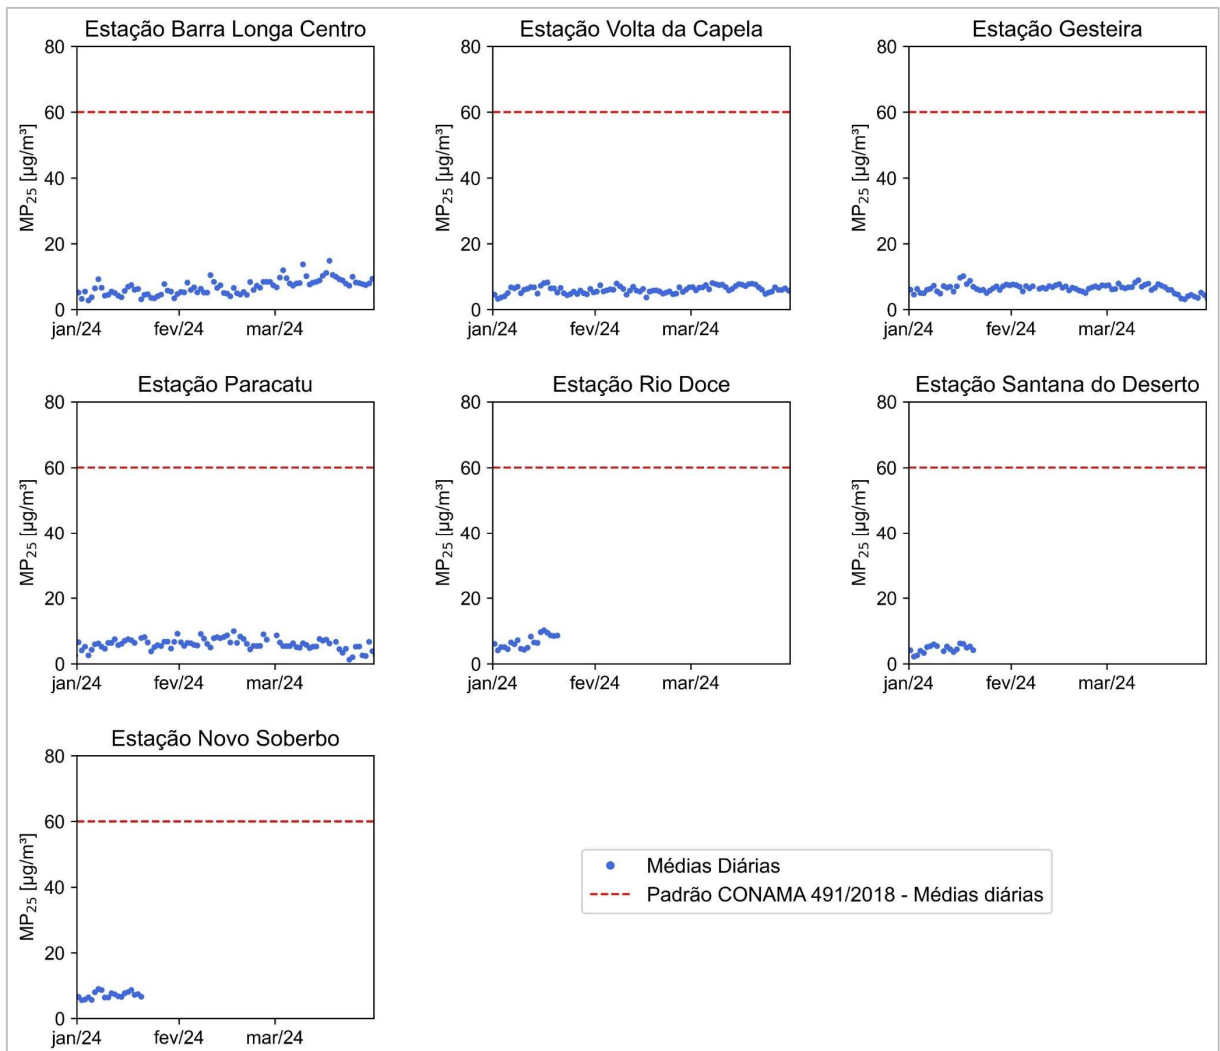 Estação Barra Longa Centro
80
60
40
20
0
MP₂₅ [µg/m³]
jan/24 fev/24 mar/24
Estação Volta da Capela
80
60
40
20
0
MP₂₅ [µg/m³]
jan/24 fev/24 mar/24
Estação Gesteira
80
60
40
20
0
MP₂₅ [µg/m³]
jan/24 fev/24 mar/24
Estação Paracatu
80
60
40
20
0
MP₂₅ [µg/m³]
jan/24 fev/24 mar/24
Estação Rio Doce
80
60
40
20
0
MP₂₅ [µg/m³]
jan/24 fev/24 mar/24
Estação Santana do Deserto
80
60
40
20
0
MP₂₅ [µg/m³]
jan/24 fev/24 mar/24
Estação Novo Soberbo
80
60
40
20
0
MP₂₅ [µg/m³]
jan/24 fev/24 mar/24
Médias Diárias
Padrão CONAMA 491/2018 - Médias diárias